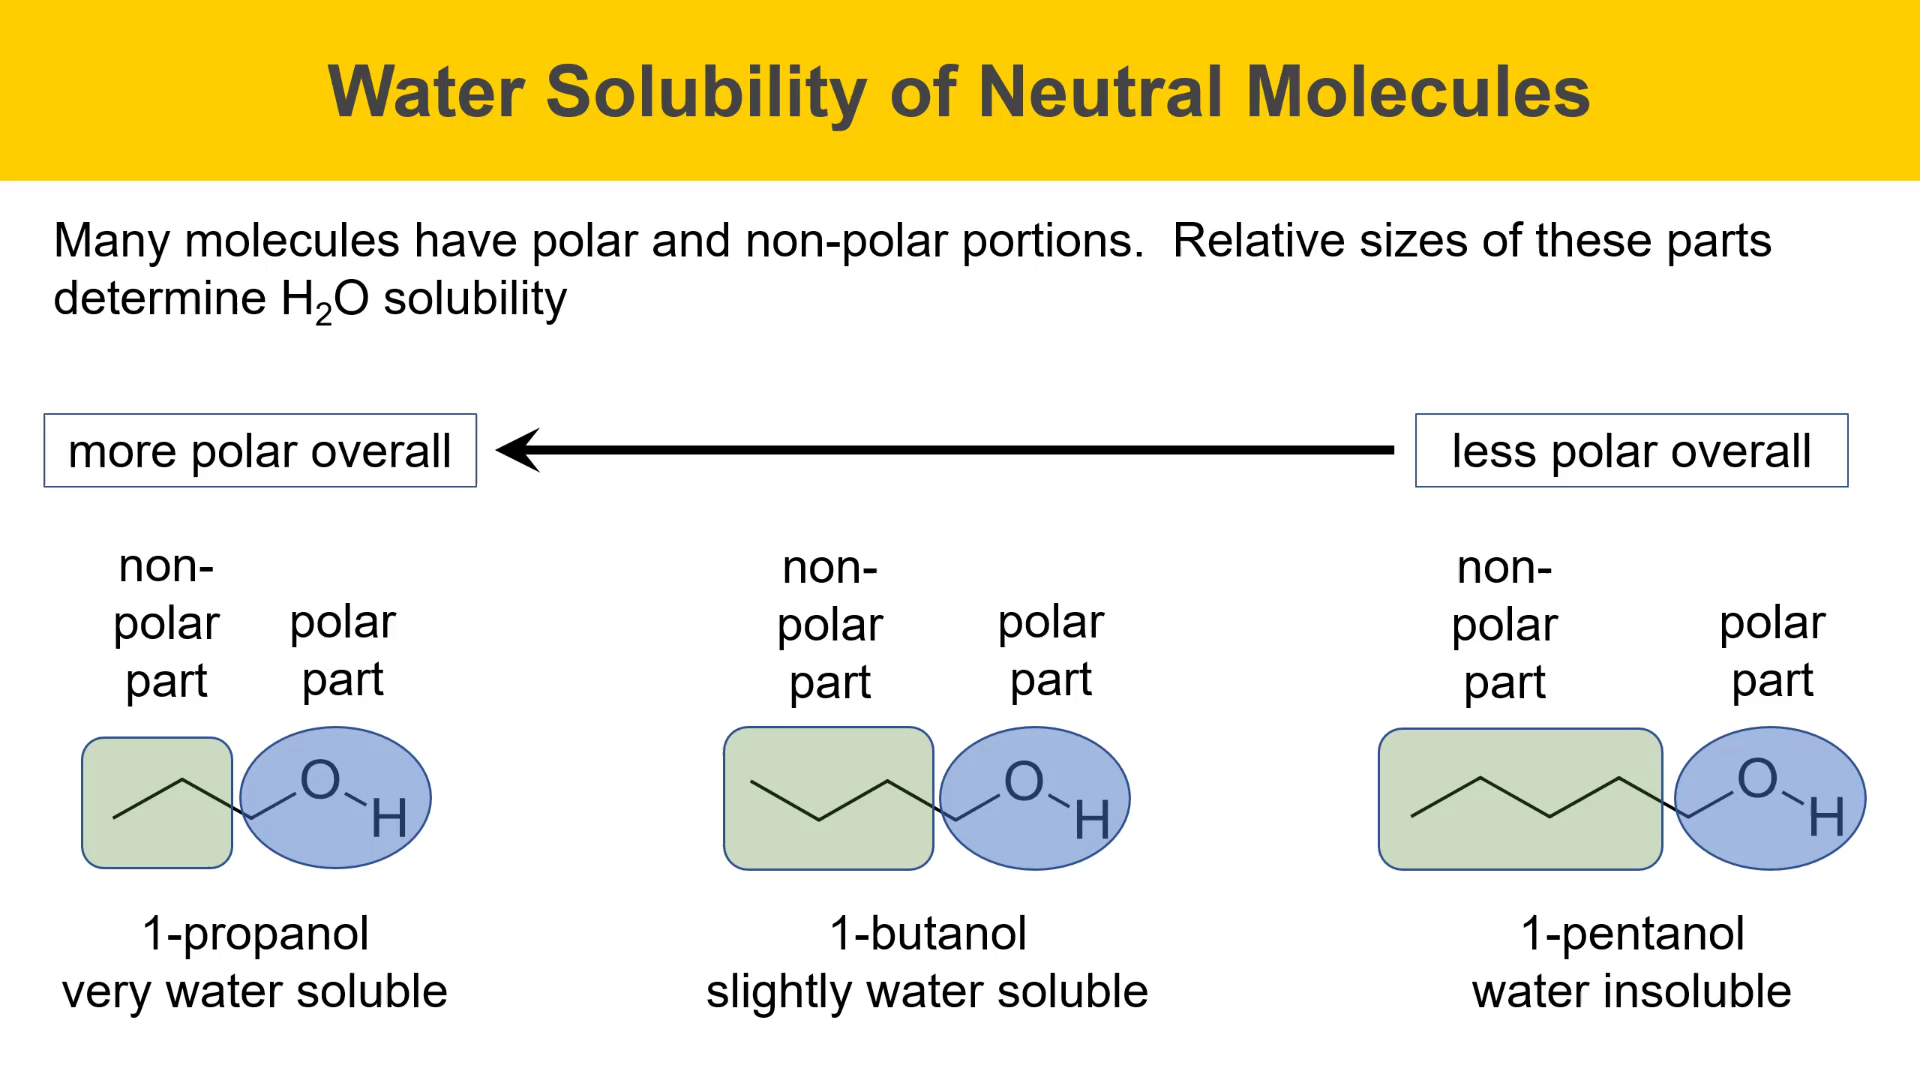 Water Solubility of Neutral Molecules
Many molecules have polar and non-polar portions.  Relative sizes of these parts
determine H₂O solubility
more polar overall
less polar overall
non-
polar
part
polar
part
non-
polar
part
polar
part
non-
polar
part
polar
part
O
H
O
H
O
H
1-propanol
very water soluble
1-butanol
slightly water soluble
1-pentanol
water insoluble